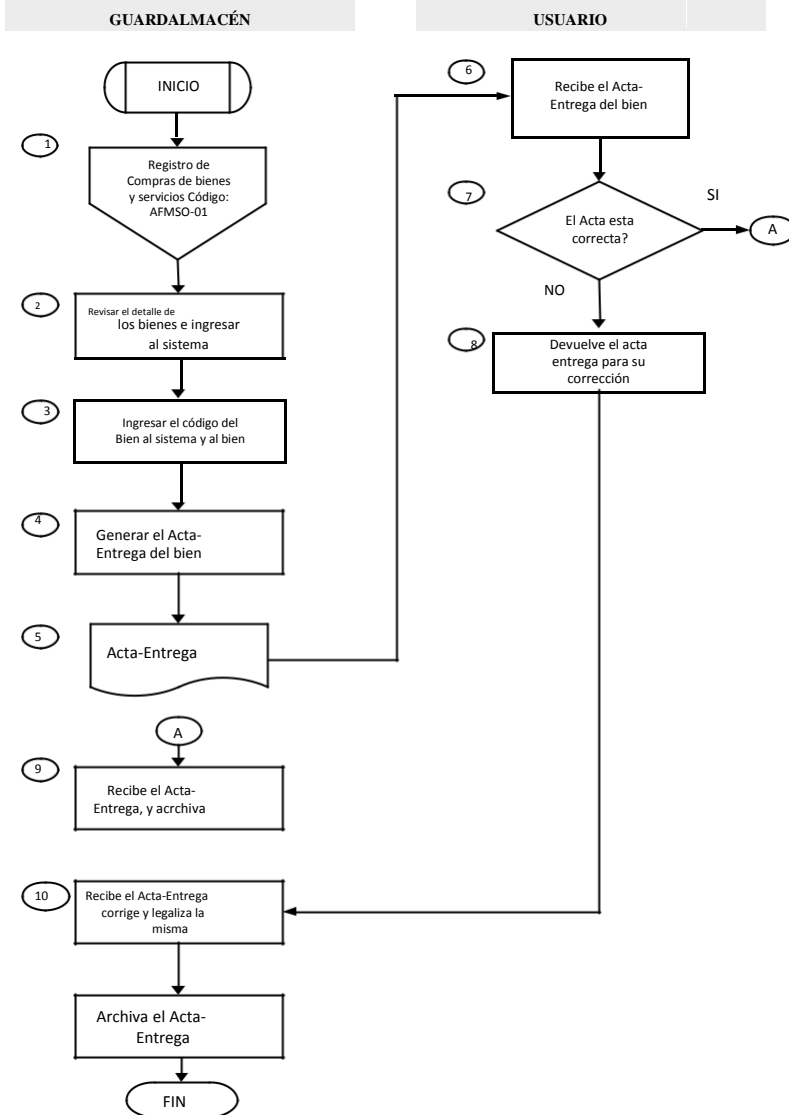 GUARDALMACÉN
USUARIO
INICIO
1
Registro de
Compras de bienes
y servicios Código:
AFMSO-01
2
Revisar el detalle de
los bienes e ingresar
al sistema
3
Ingresar el código del
Bien al sistema y al bien
4
Generar el Acta-
Entrega del bien
5
Acta-Entrega
6
Recibe el Acta-
Entrega del bien
7
El Acta esta
correcta?
SI
A
NO
8
Devuelve el acta
entrega para su
corrección
A
9
Recibe el Acta-
Entrega, y acrchiva
10
Recibe el Acta-Entrega
corrige y legaliza la
misma
Archiva el Acta-
Entrega
FIN